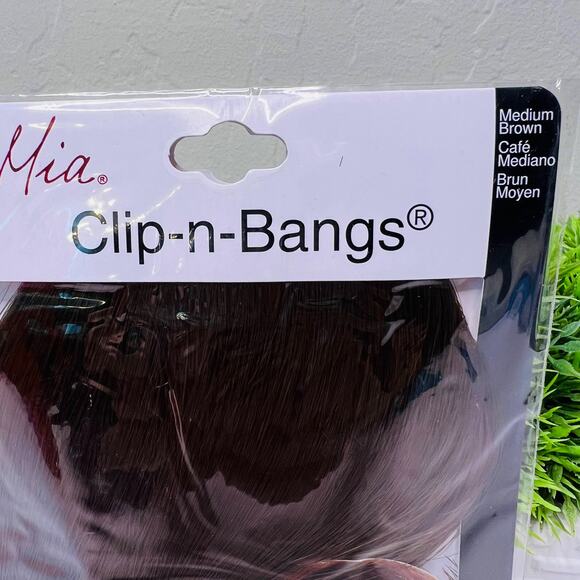 Mia®
Clip-n-Bangs®
Medium
Brown
Café
Mediano
Brun
Moyen